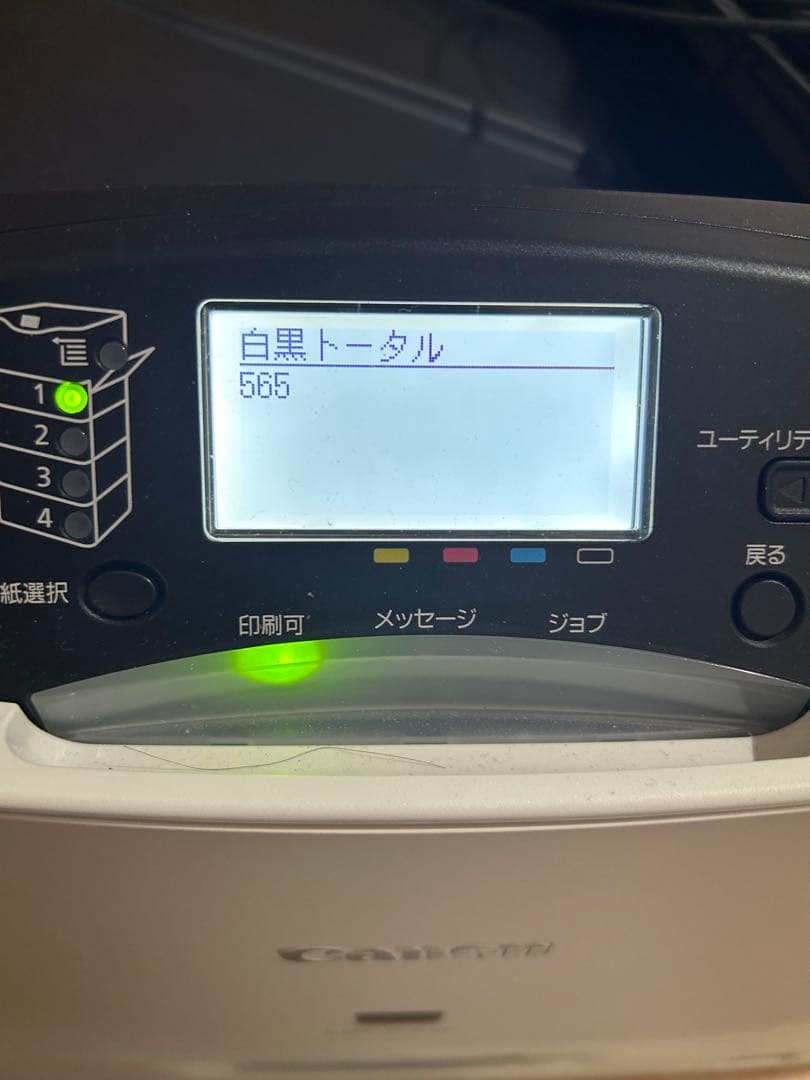 白黒トータル
565
1
2
3
4
ユーティリテ
戻る
紙選択
印刷可
メッセージ
ジョブ
Canon